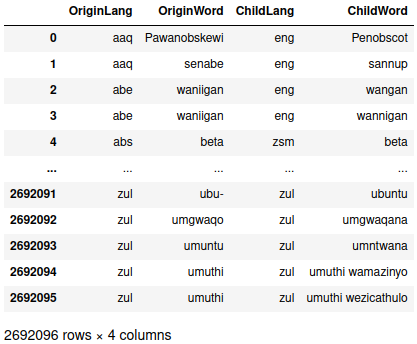 OriginLang OriginWord ChildLang ChildWord
0 aaq Pawanobskewi eng Penobscot
1 aaq senabe eng sannup
2 abe waniigan eng wangan
3 abe waniigan eng wannigan
4 abs beta zsm beta
... ... ... ... ...
2692091 zul ubu- zul ubuntu
2692092 zul umgwaqo zul umgwaqana
2692093 zul umuntu zul umntwana
2692094 zul umuthi zul umuthi wamazinyo
2692095 zul umuthi zul umuthi wezicathulo
2692096 rows × 4 columns